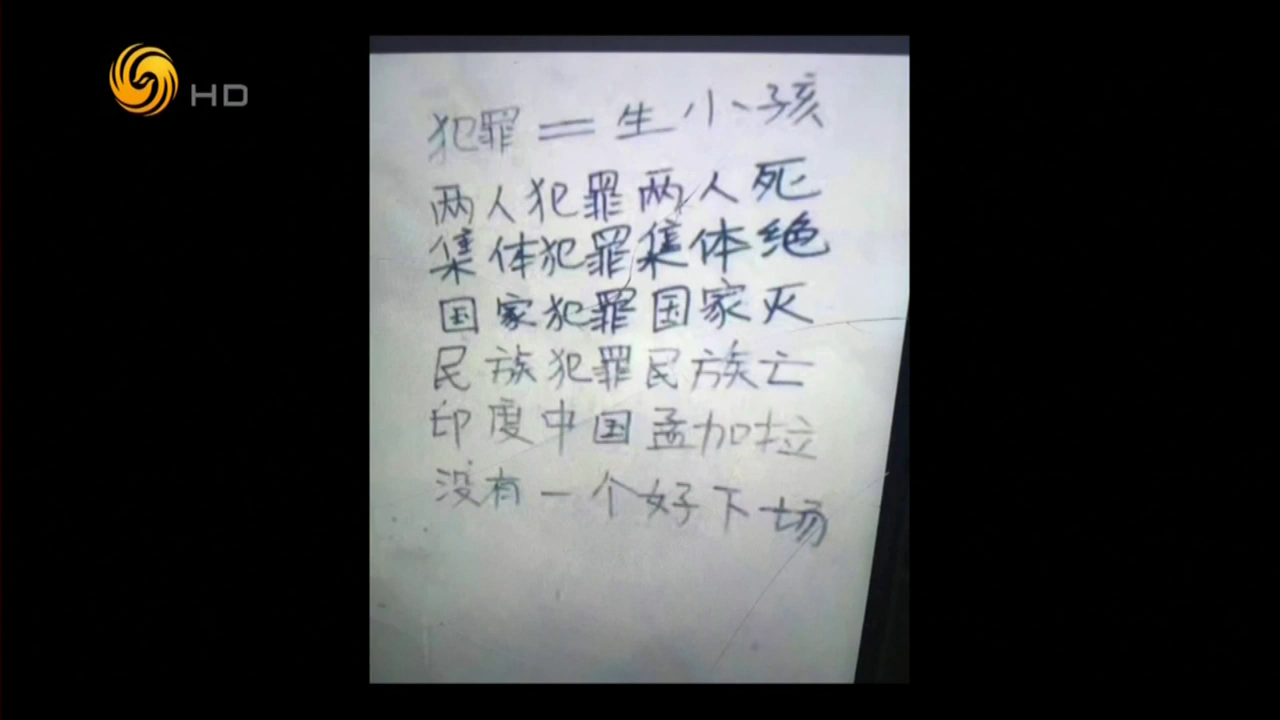 HD
犯罪=生小孩
两人犯罪两人死
集体犯罪集体绝
国家犯罪国家灭
民族犯罪民族亡
印度中国孟加拉
没有一个好下场